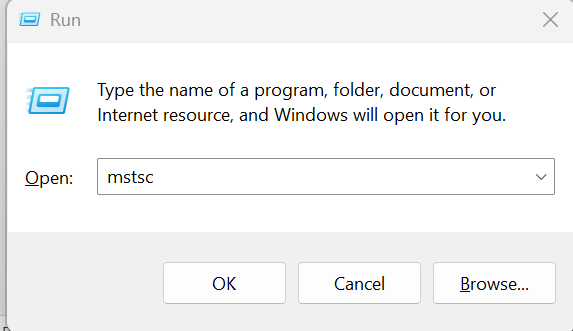 Run
Type the name of a program, folder, document, or
Internet resource, and Windows will open it for you.
Open: mstsc
OK Cancel Browse...